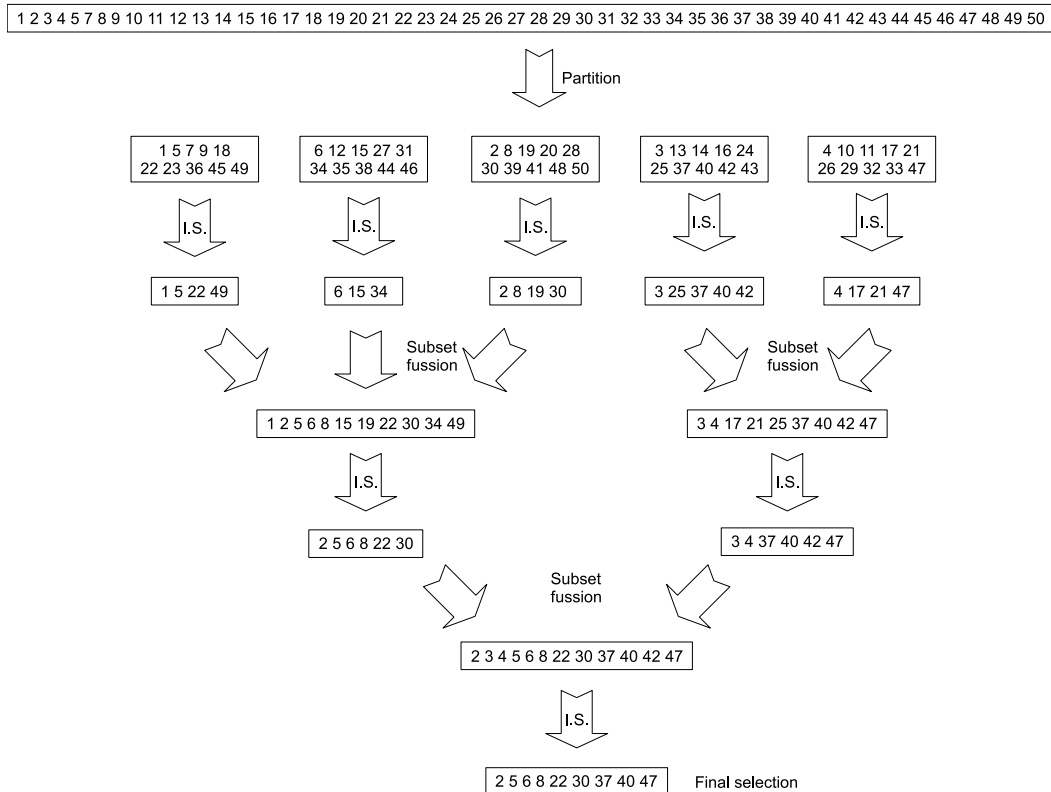 1 2 3 4 5 7 8 9 10 11 12 13 14 15 16 17 18 19 20 21 22 23 24 25 26 27 28 29 30 31 32 33 34 35 36 37 38 39 40 41 42 43 44 45 46 47 48 49 50
Partition
1 5 7 9 18
22 23 36 45 49
6 12 15 27 31
34 35 38 44 46
2 8 19 20 28
30 39 41 48 50
3 13 14 16 24
25 37 40 42 43
4 10 11 17 21
26 29 32 33 47
I.S.
I.S.
I.S.
I.S.
I.S.
1 5 22 49
6 15 34
2 8 19 30
3 25 37 40 42
4 17 21 47
Subset
fussion
Subset
fussion
1 2 5 6 8 15 19 22 30 34 49
3 4 17 21 25 37 40 42 47
I.S.
I.S.
2 5 6 8 22 30
3 4 37 40 42 47
Subset
fussion
2 3 4 5 6 8 22 30 37 40 42 47
I.S.
2 5 6 8 22 30 37 40 47
Final selection